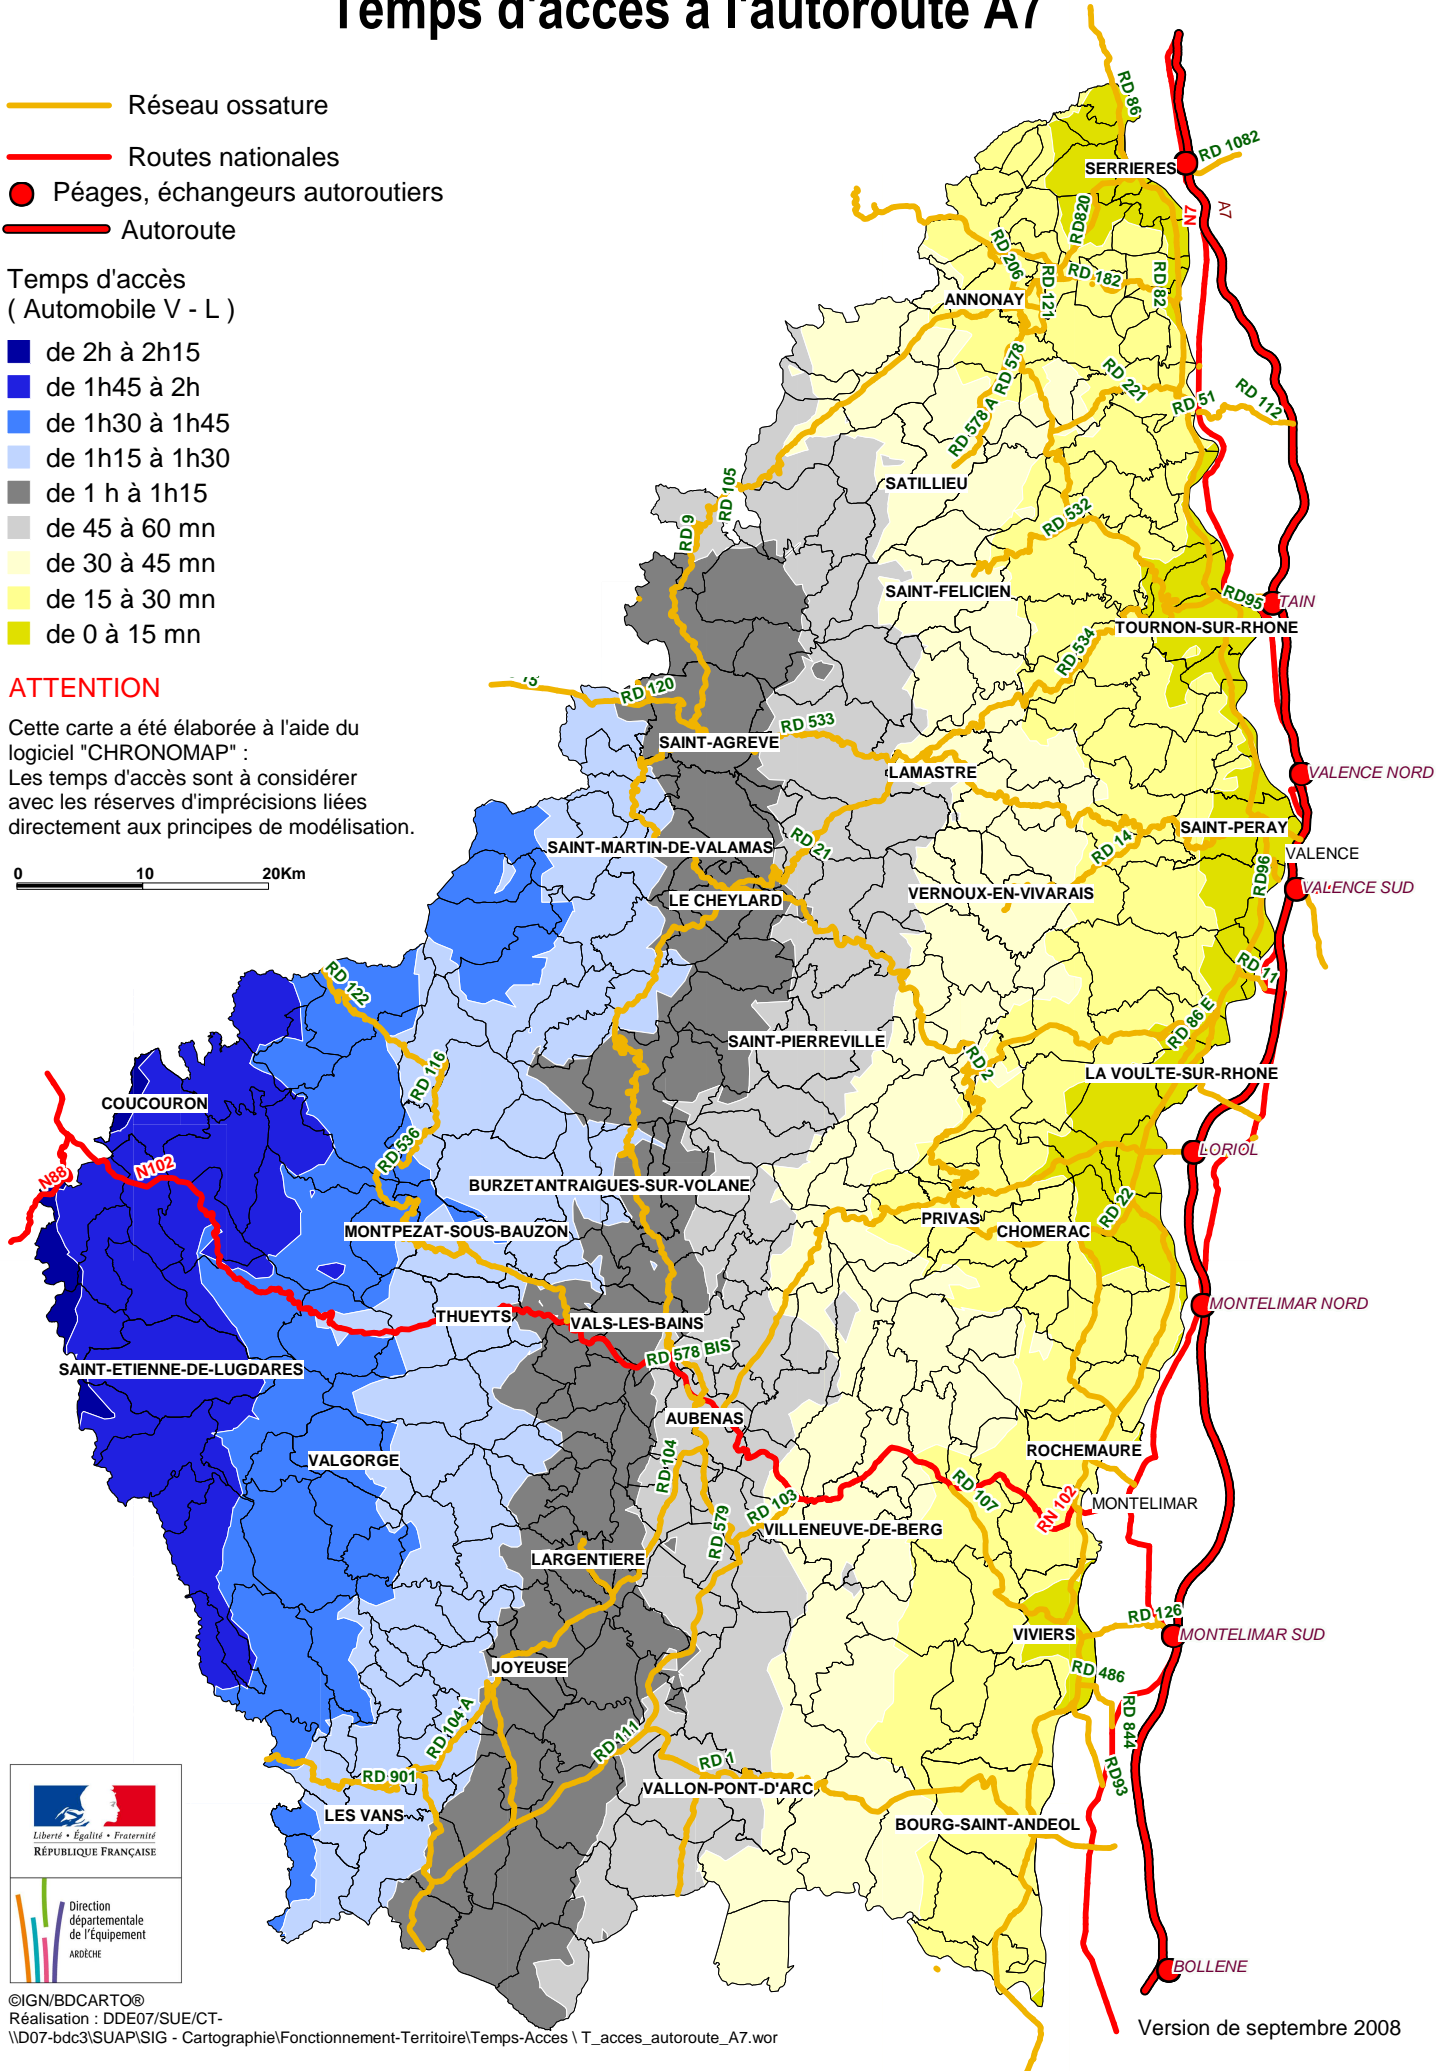 Temps d'accès à l'autoroute A7
Réseau ossature
Routes nationales
Péages, échangeurs autoroutiers
Autoroute
Temps d'accès
( Automobile V - L )
de 2h à 2h15
de 1h45 à 2h
de 1h30 à 1h45
de 1h15 à 1h30
de 1 h à 1h15
de 45 à 60 mn
de 30 à 45 mn
de 15 à 30 mn
de 0 à 15 mn
ATTENTION
Cette carte a été élaborée à l'aide du
logiciel "CHRONOMAP" :
Les temps d'accès sont à considérer
avec les réserves d'imprécisions liées
directement aux principes de modélisation.
0 10 20Km
RD 86
RD 1082
SERRIERES
N7
A7
RD820
RD 206
RD 182
RD 121
RD 82
ANNONAY
RD 578
RD 221
RD 51
RD 112
RD 578 A
SATILLIEU
RD 105
RD 9
RD 532
SAINT-FELICIEN
RD95
TAIN
TOURNON-SUR-RHONE
RD 534
15
RD 120
RD 533
SAINT-AGREVE
LAMASTRE
VALENCE NORD
SAINT-PERAY
RD 14
RD 21
SAINT-MARTIN-DE-VALAMAS
VALENCE
RD96
VALENCE SUD
LE CHEYLARD
VERNOUX-EN-VIVARAIS
RD 122
RD 11
RD 86 E
SAINT-PIERREVILLE
RD 2
RD 116
LA VOULTE-SUR-RHONE
COUCOURON
RD 536
N102
N88
LORIOL
BURZET
ANTRAIGUES-SUR-VOLANE
RD 22
PRIVAS
CHOMERAC
MONTPEZAT-SOUS-BAUZON
MONTELIMAR NORD
THUEYTS
VALS-LES-BAINS
RD 578 BIS
SAINT-ETIENNE-DE-LUGDARES
AUBENAS
VALGORGE
RD 104
ROCHEMAURE
RD 107
RD 103
RN 102
MONTELIMAR
RD 579
VILLENEUVE-DE-BERG
LARGENTIERE
RD 126
VIVIERS
MONTELIMAR SUD
JOYEUSE
RD 486
RD 104 A
RD 844
RD 111
RD 1
RD93
RD 901
VALLON-PONT-D'ARC
LES VANS
BOURG-SAINT-ANDEOL
BOLLENE
Liberté • Égalité • Fraternité
RÉPUBLIQUE FRANÇAISE
Direction
départementale
de l'Équipement
ARDÈCHE
©IGN/BDCARTO®
Réalisation : DDE07/SUE/CT-
\\D07-bdc3\SUAP\SIG - Cartographie\Fonctionnement-Territoire\Temps-Acces \ T_acces_autoroute_A7.wor
Version de septembre 2008